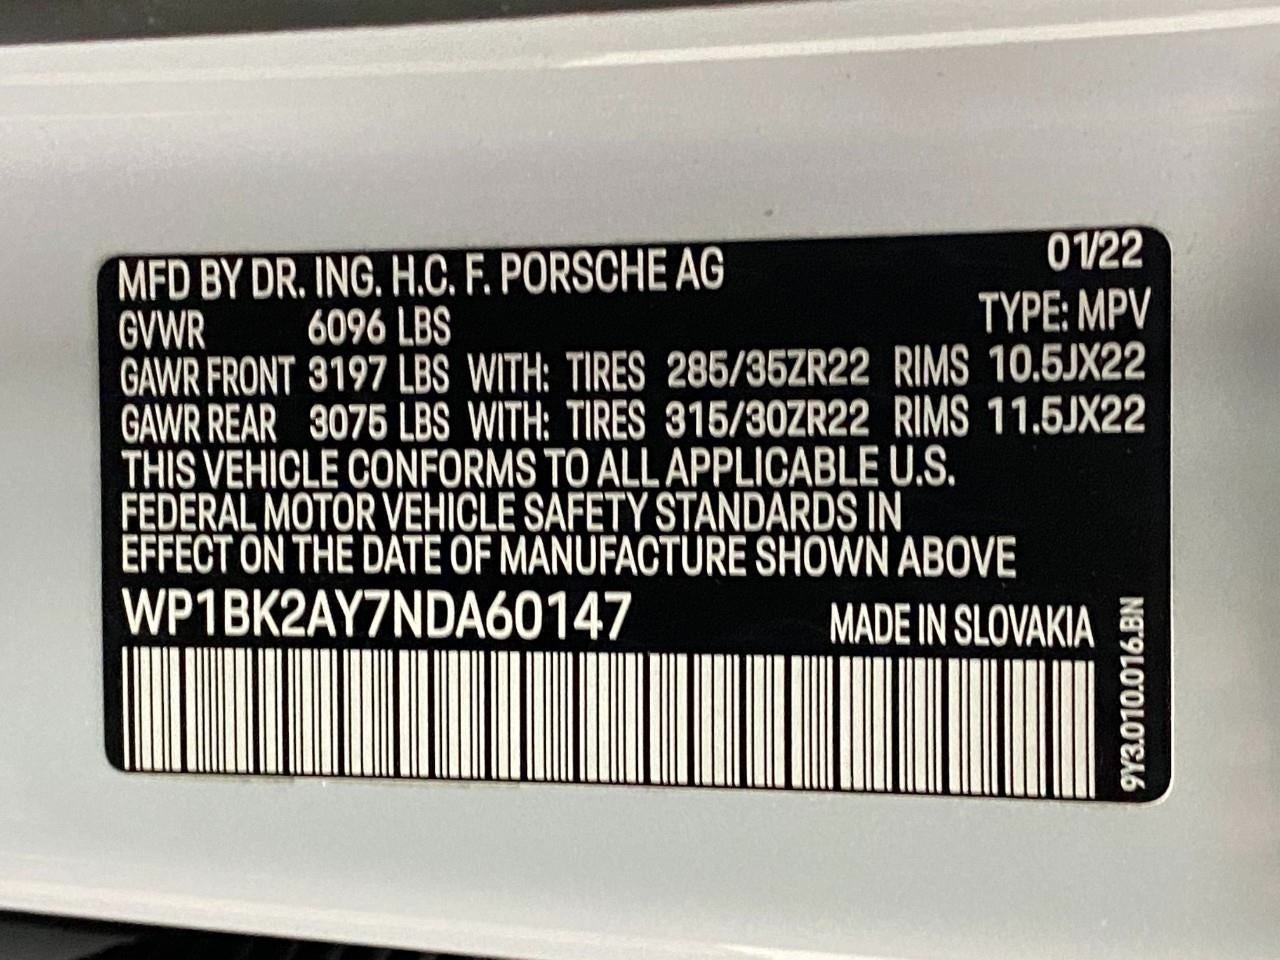 MFD BY DR. ING. H.C. F. PORSCHE AG 01/22
GVWR 6096 LBS TYPE: MPV
GAWR FRONT 3197 LBS WITH: TIRES 285/35ZR22 RIMS 10.5JX22
GAWR REAR 3075 LBS WITH: TIRES 315/30ZR22 RIMS 11.5JX22
THIS VEHICLE CONFORMS TO ALL APPLICABLE U.S.
FEDERAL MOTOR VEHICLE SAFETY STANDARDS IN
EFFECT ON THE DATE OF MANUFACTURE SHOWN ABOVE
WP1BK2AY7NDA60147 MADE IN SLOVAKIA
9Y3.010.016.BN